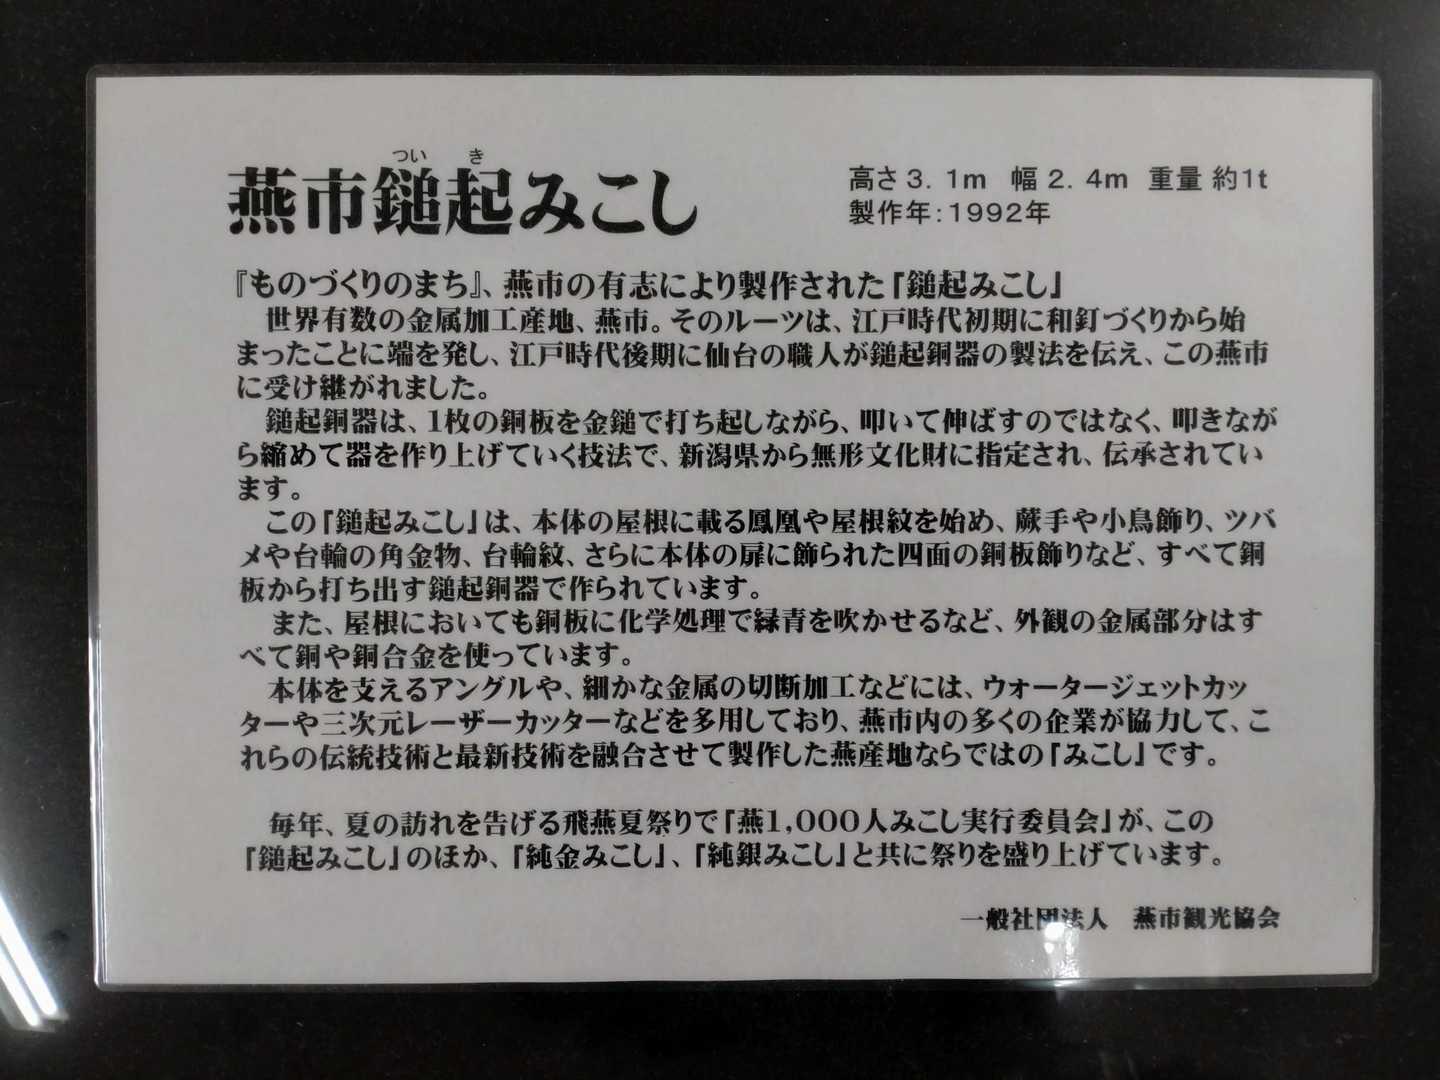 ついき
燕市鎚起みこし
高さ3.1m 幅2.4m 重量 約1t
製作年:1992年
『ものづくりのまち』、燕市の有志により製作された「鎚起みこし」
世界有数の金属加工産地、燕市。そのルーツは、江戸時代初期に和釘づくりから始
まったことに端を発し、江戸時代後期に仙台の職人が鎚起銅器の製法を伝え、この燕市
に受け継がれました。
鎚起銅器は、1枚の銅板を金鎚で打ち起しながら、叩いて伸ばすのではなく、叩きなが
ら縮めて器を作り上げていく技法で、新潟県から無形文化財に指定され、伝承されてい
ます。
この「鎚起みこし」は、本体の屋根に載る鳳凰や屋根紋を始め、蕨手や小鳥飾り、ツバ
メや台輪の角金物、台輪紋、さらに本体の扉に飾られた四面の銅板飾りなど、すべて銅
板から打ち出す鎚起銅器で作られています。
また、屋根においても銅板に化学処理で緑青を吹かせるなど、外観の金属部分はす
べて銅や銅合金を使っています。
本体を支えるアングルや、細かな金属の切断加工などには、ウォータージェットカッ
ターや三次元レーザーカッターなどを多用しており、燕市内の多くの企業が協力して、こ
れらの伝統技術と最新技術を融合させて製作した燕産地ならではの「みこし」です。
毎年、夏の訪れを告げる飛燕夏祭りで「燕1,000人みこし実行委員会」が、この
「鎚起みこし」のほか、「純金みこし」、「純銀みこし」と共に祭りを盛り上げています。
一般社団法人 燕市観光協会